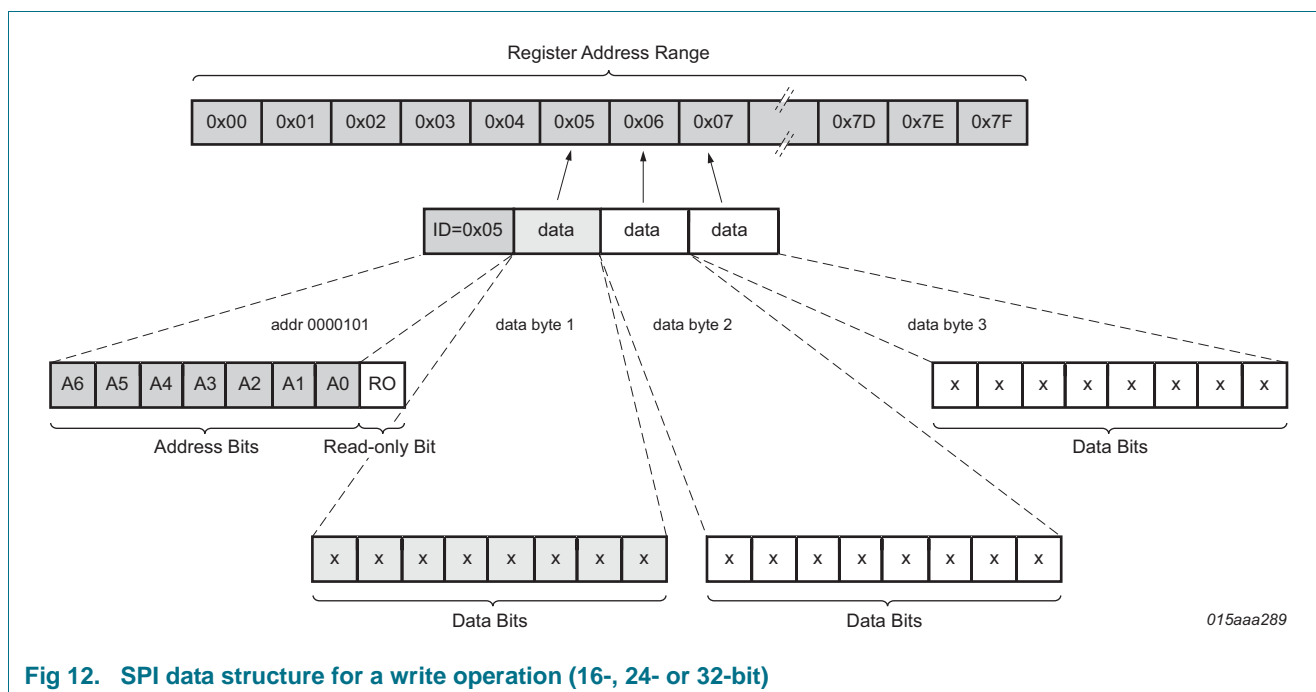 Register Address Range
0x00 0x01 0x02 0x03 0x04 0x05 0x06 0x07 0x7D 0x7E 0x7F
ID=0x05 data data data
addr 0000101 data byte 1 data byte 2 data byte 3
A6 A5 A4 A3 A2 A1 A0 RO x x x x x x x x
Address Bits Read-only Bit Data Bits
x x x x x x x x x x x x x x x x
Data Bits Data Bits
015aaa289
Fig 12. SPI data structure for a write operation (16-, 24- or 32-bit)